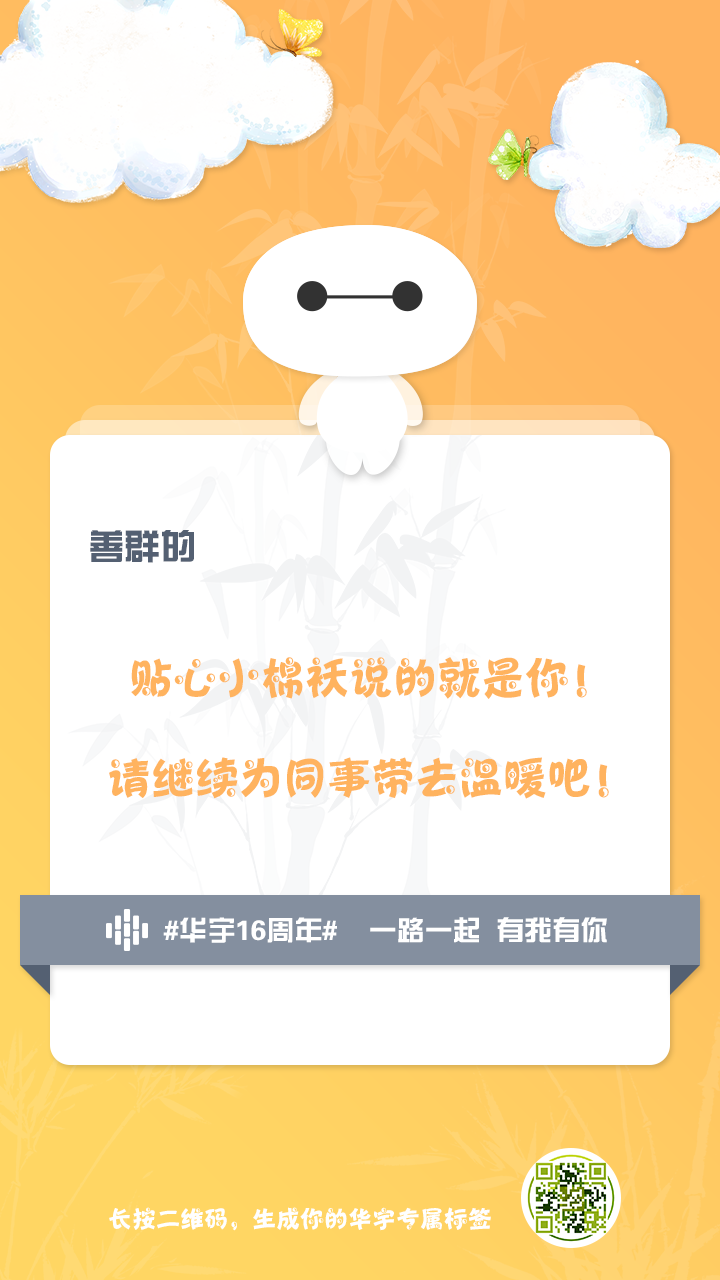 善群的
贴心小棉袄说的就是你！
请继续为同事带去温暖吧！
#华宇16周年# 一路一起 有我有你
长按二维码，生成你的华宇专属标签